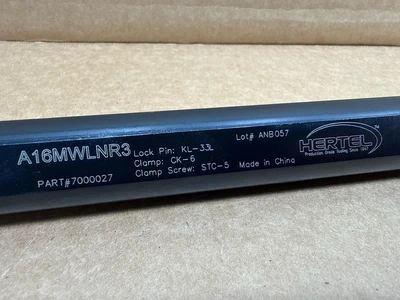 A16MWLNR3
PART#7000027
Lock Pin: KL-33L
Clamp: CK-6
Clamp Screw: STC-5
Lot# ANB057
Made in China
HERTEL
Production Grade Tooling Since 1957